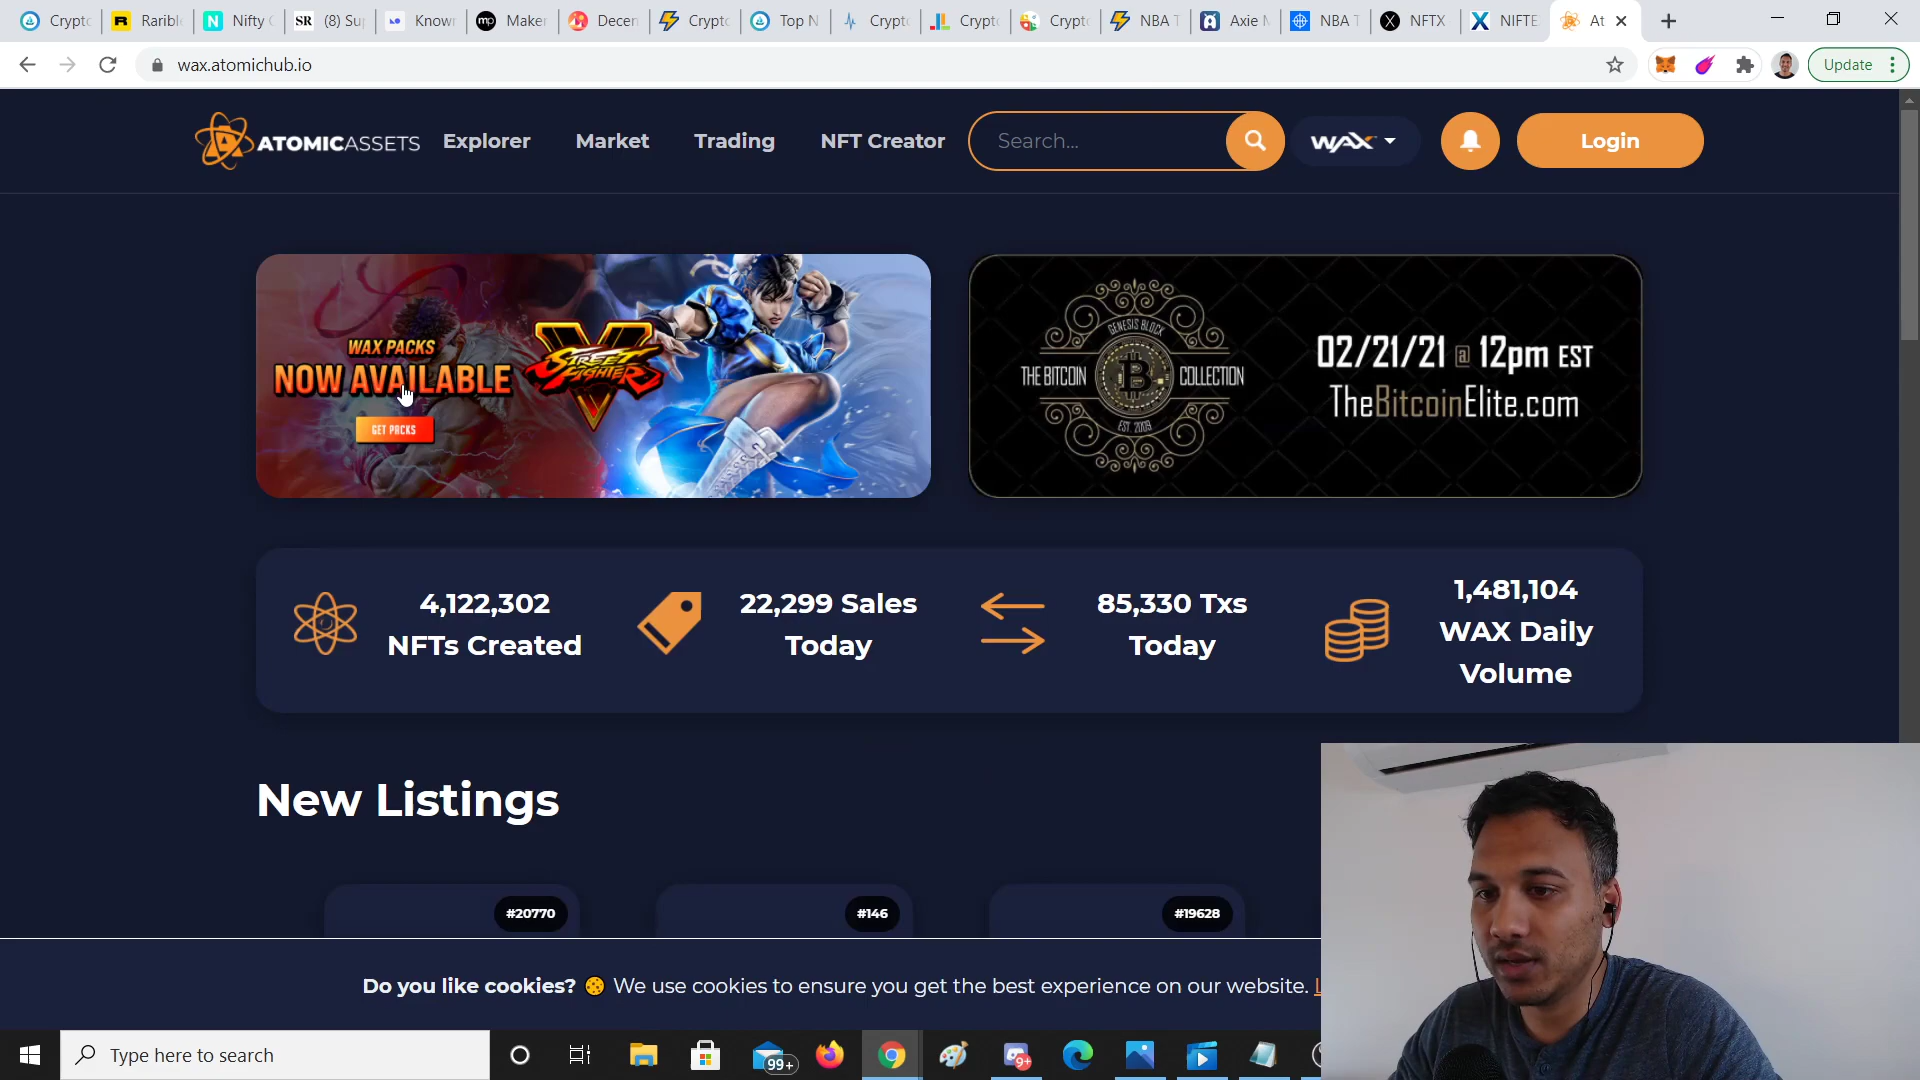 Crypto
Rarible
Nifty G
SR (8) Sup
Known
mp Maker
Decen
Crypto
Top N
Crypto
Crypto
Crypto
NBA T
Axie M
NBA T
NFTX
NIFTE
At
wax.atomichub.io
Update
ATOMICASSETS
Explorer
Market
Trading
NFT Creator
Search...
WAX
Login
WAX PACKS
NOW AVAILABLE
GET PACKS
STREET FIGHTER V
GENESIS BLOCK
THE BITCOIN B COLLECTION
EST. 2009
02/21/21 @ 12pm EST
TheBitcoinElite.com
4,122,302
NFTs Created
22,299 Sales
Today
85,330 Txs
Today
1,481,104
WAX Daily
Volume
New Listings
#20770
#146
#19628
Do you like cookies? We use cookies to ensure you get the best experience on our website. L
Type here to search
99+
9+